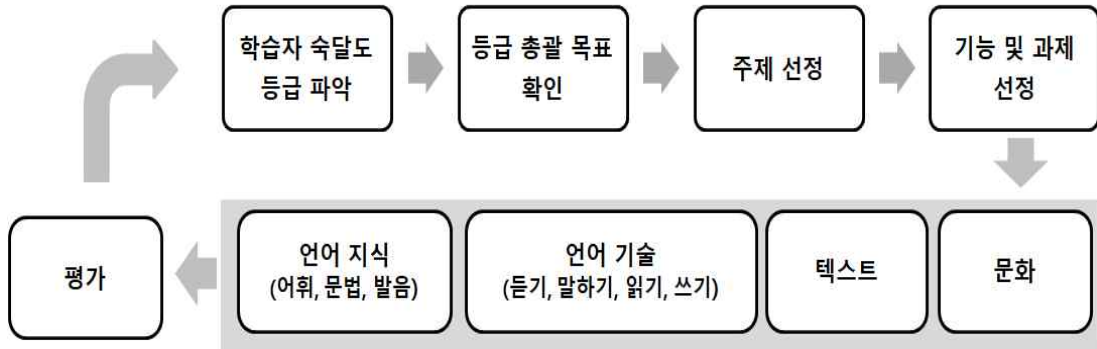 학습자 숙달도
등급 파악
등급 총괄 목표
확인
주제 선정
기능 및 과제
선정
평가
언어 지식
(어휘, 문법, 발음)
언어 기술
(듣기, 말하기, 읽기, 쓰기)
텍스트
문화